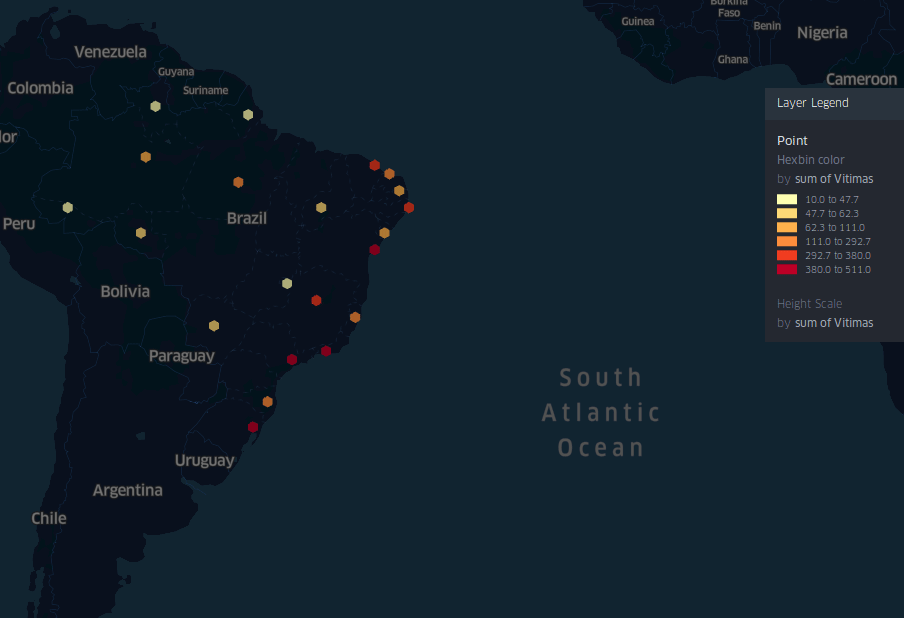 Burkina
Faso
Guinea
Benin
Nigeria
Venezuela
Guyana
Ghana
Cameroon
Colombia
Suriname
Layer Legend
Point
Hexbin color
by sum of Vitimas
10.0 to 47.7
47.7 to 62.3
62.3 to 111.0
111.0 to 292.7
292.7 to 380.0
380.0 to 511.0
Height Scale
by sum of Vitimas
dor
Peru
Brazil
Bolivia
Paraguay
South
Atlantic
Ocean
Uruguay
Argentina
Chile